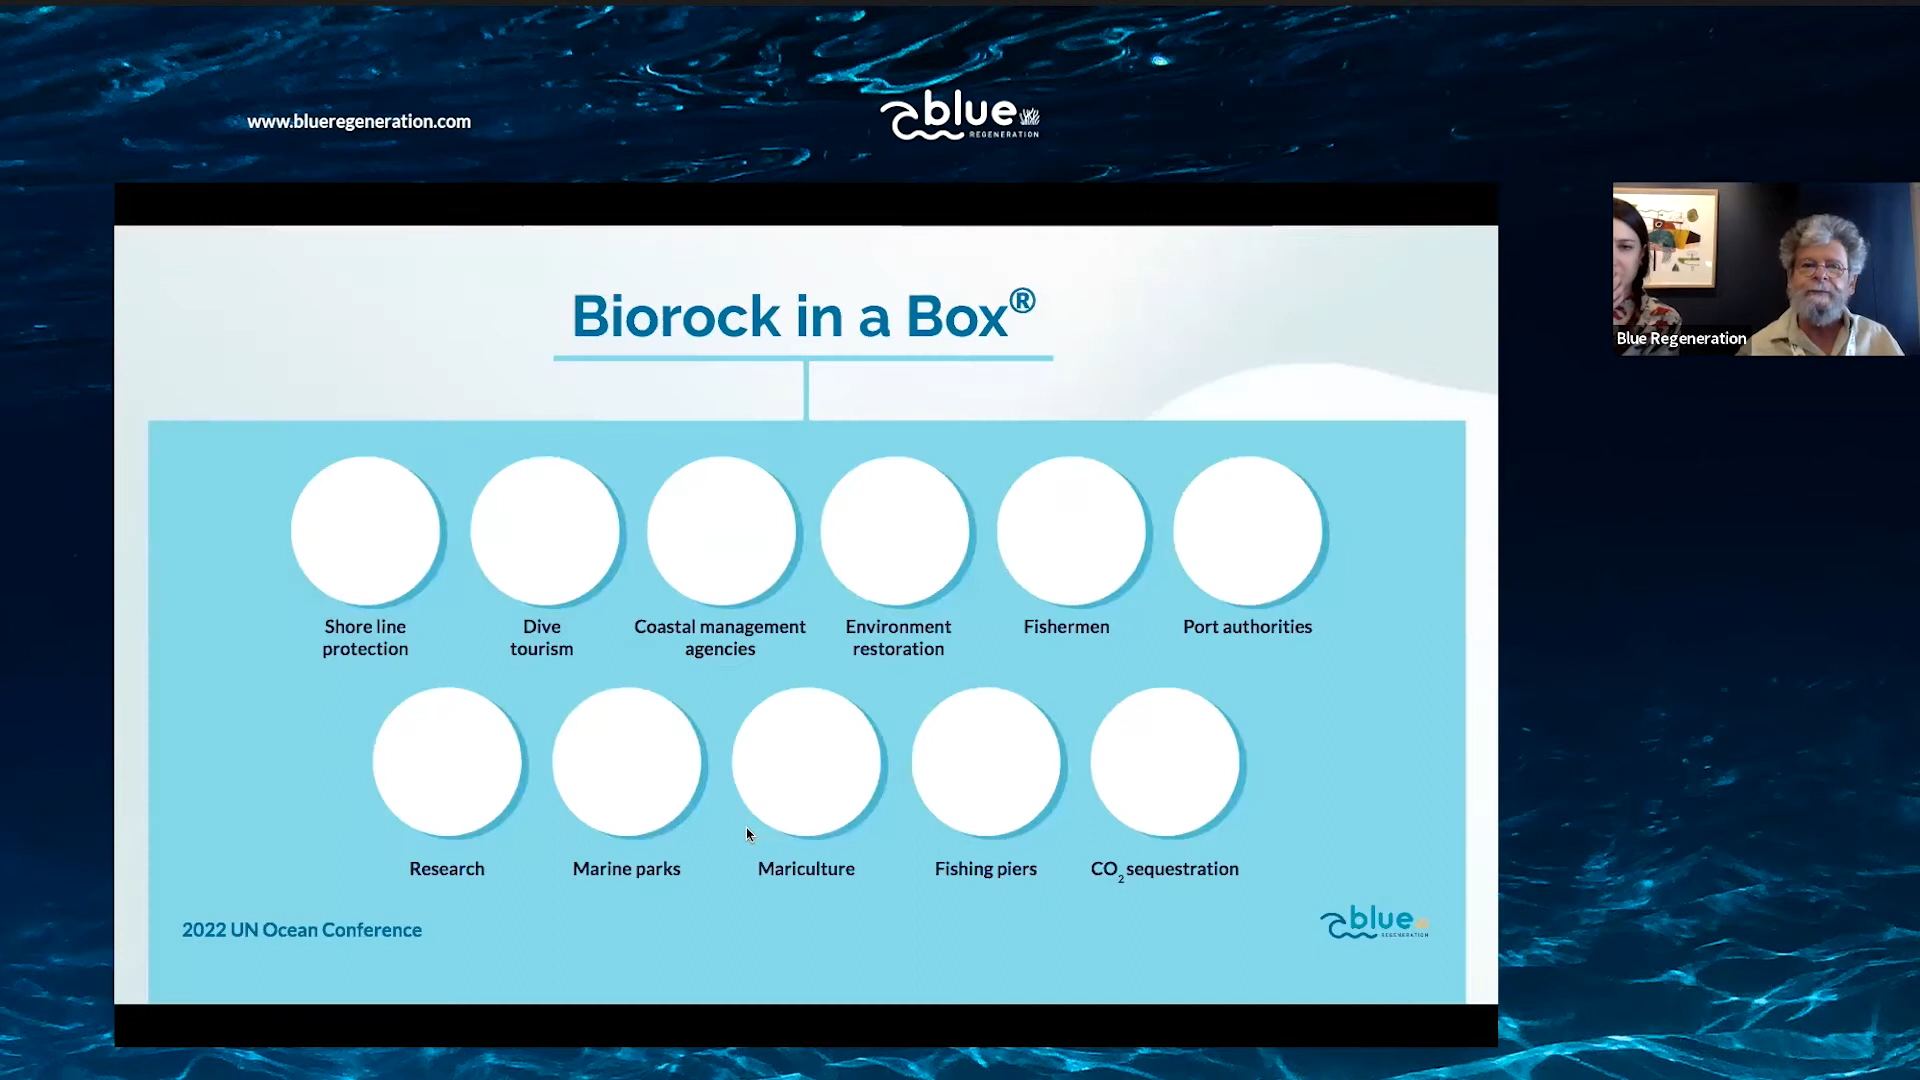 www.blueregeneration.com
blue
REGENERATION
Blue Regeneration
Biorock in a Box®
Shore line
protection
Dive
tourism
Coastal management
agencies
Environment
restoration
Fishermen
Port authorities
Research
Marine parks
Mariculture
Fishing piers
CO₂ sequestration
2022 UN Ocean Conference
blue
REGENERATION